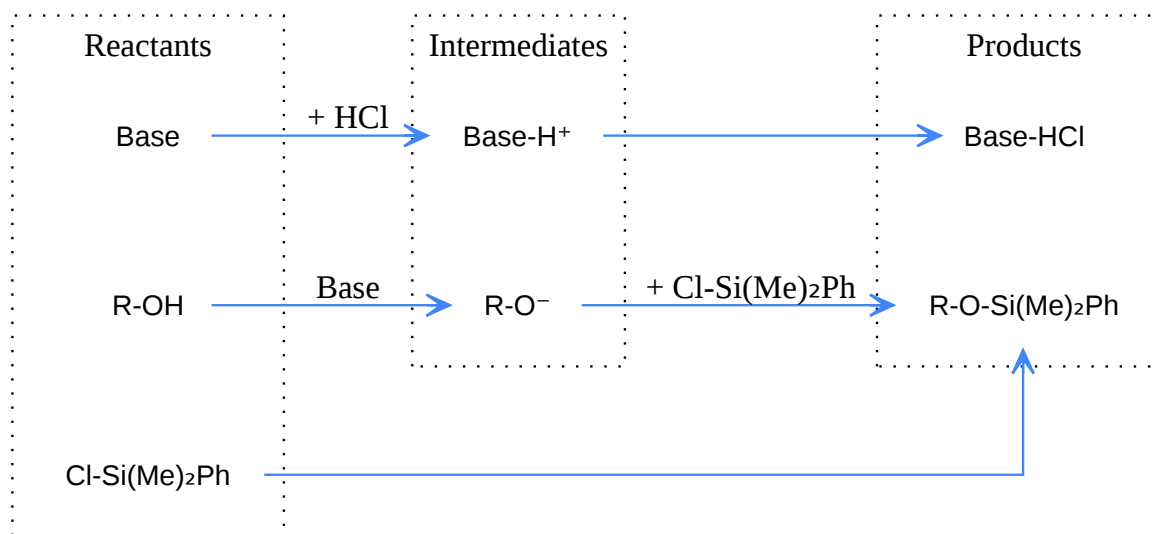 Reactants
Intermediates
Products
+ HCl
Base
Base-H⁺
Base-HCl
Base
+ Cl-Si(Me)₂Ph
R-OH
R-O⁻
R-O-Si(Me)₂Ph
Cl-Si(Me)₂Ph